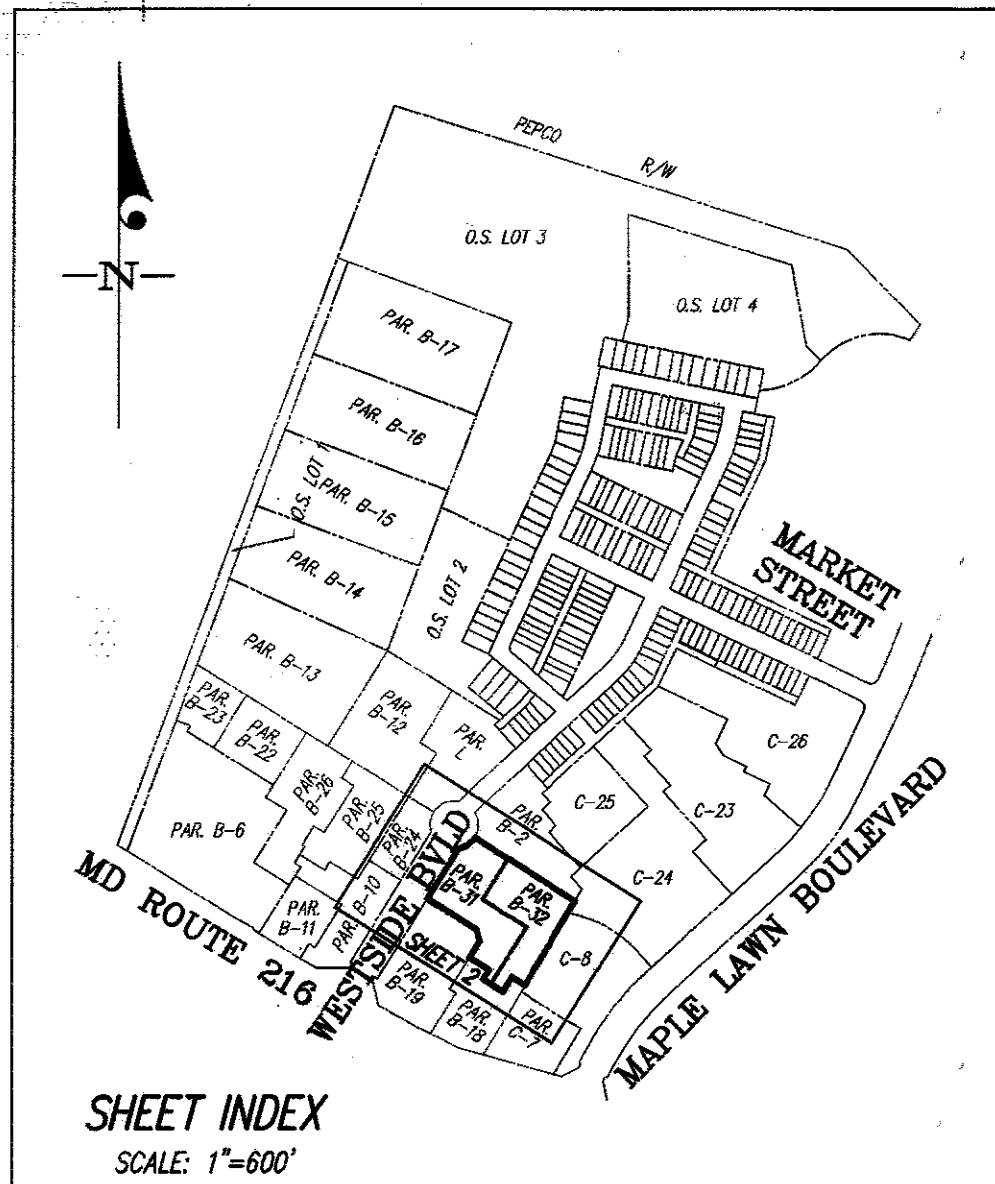 PEPCO
R/W
N
O.S. LOT 3
O.S. LOT 4
PAR. B-17
PAR. B-16
O.S. LOT 1
PAR. B-15
PAR. B-14
O.S. LOT 2
MARKET
STREET
PAR. B-13
PAR.
B-23
PAR.
B-22
PAR.
B-12
PAR.
L
PAR.
B-26
PAR.
B-25
PAR.
B-24
PAR. B-6
C-26
C-25
C-23
PAR.
B-2
C-24
PAR.
B-31
PAR.
B-32
PAR. B-10
PAR.
B-11
C-8
SHEET 2
PAR.
B-19
PAR.
B-18
PAR.
C-7
MD ROUTE 216
WESTSIDE BVLD
MAPLE LAWN BOULEVARD
SHEET INDEX
SCALE: 1"=600'